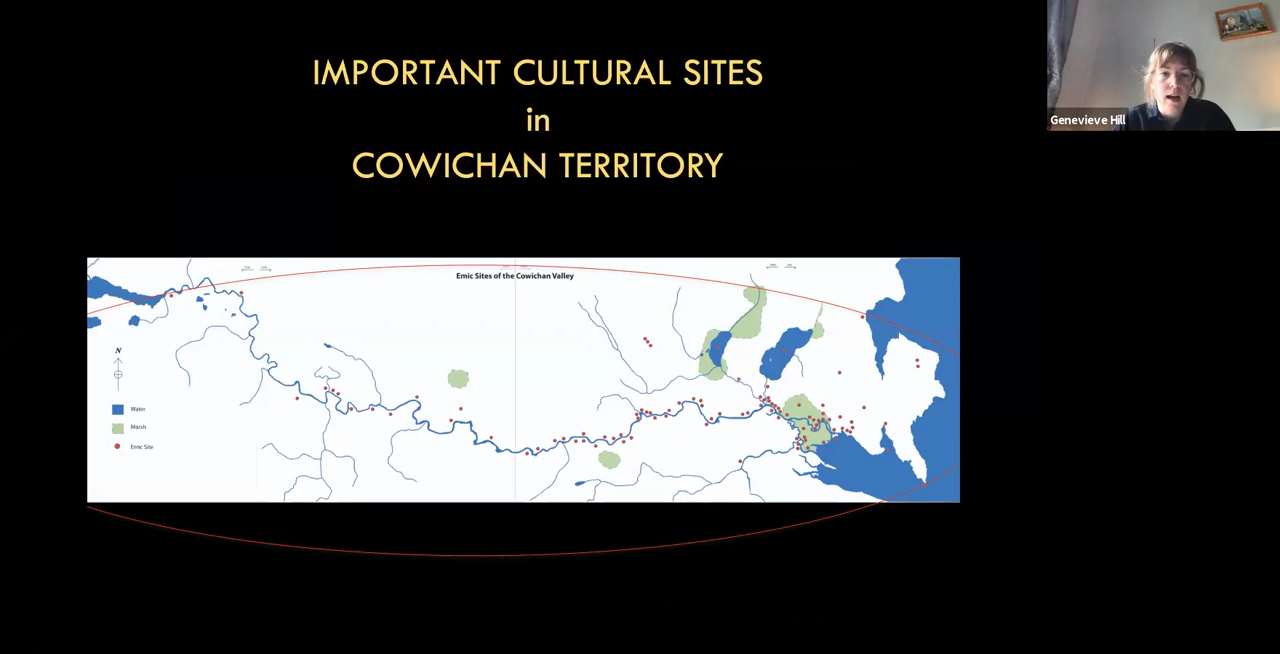 IMPORTANT CULTURAL SITES
in
COWICHAN TERRITORY
Genevieve Hill
Emic Sites of the Cowichan Valley
N
Water
Marsh
Emic Site